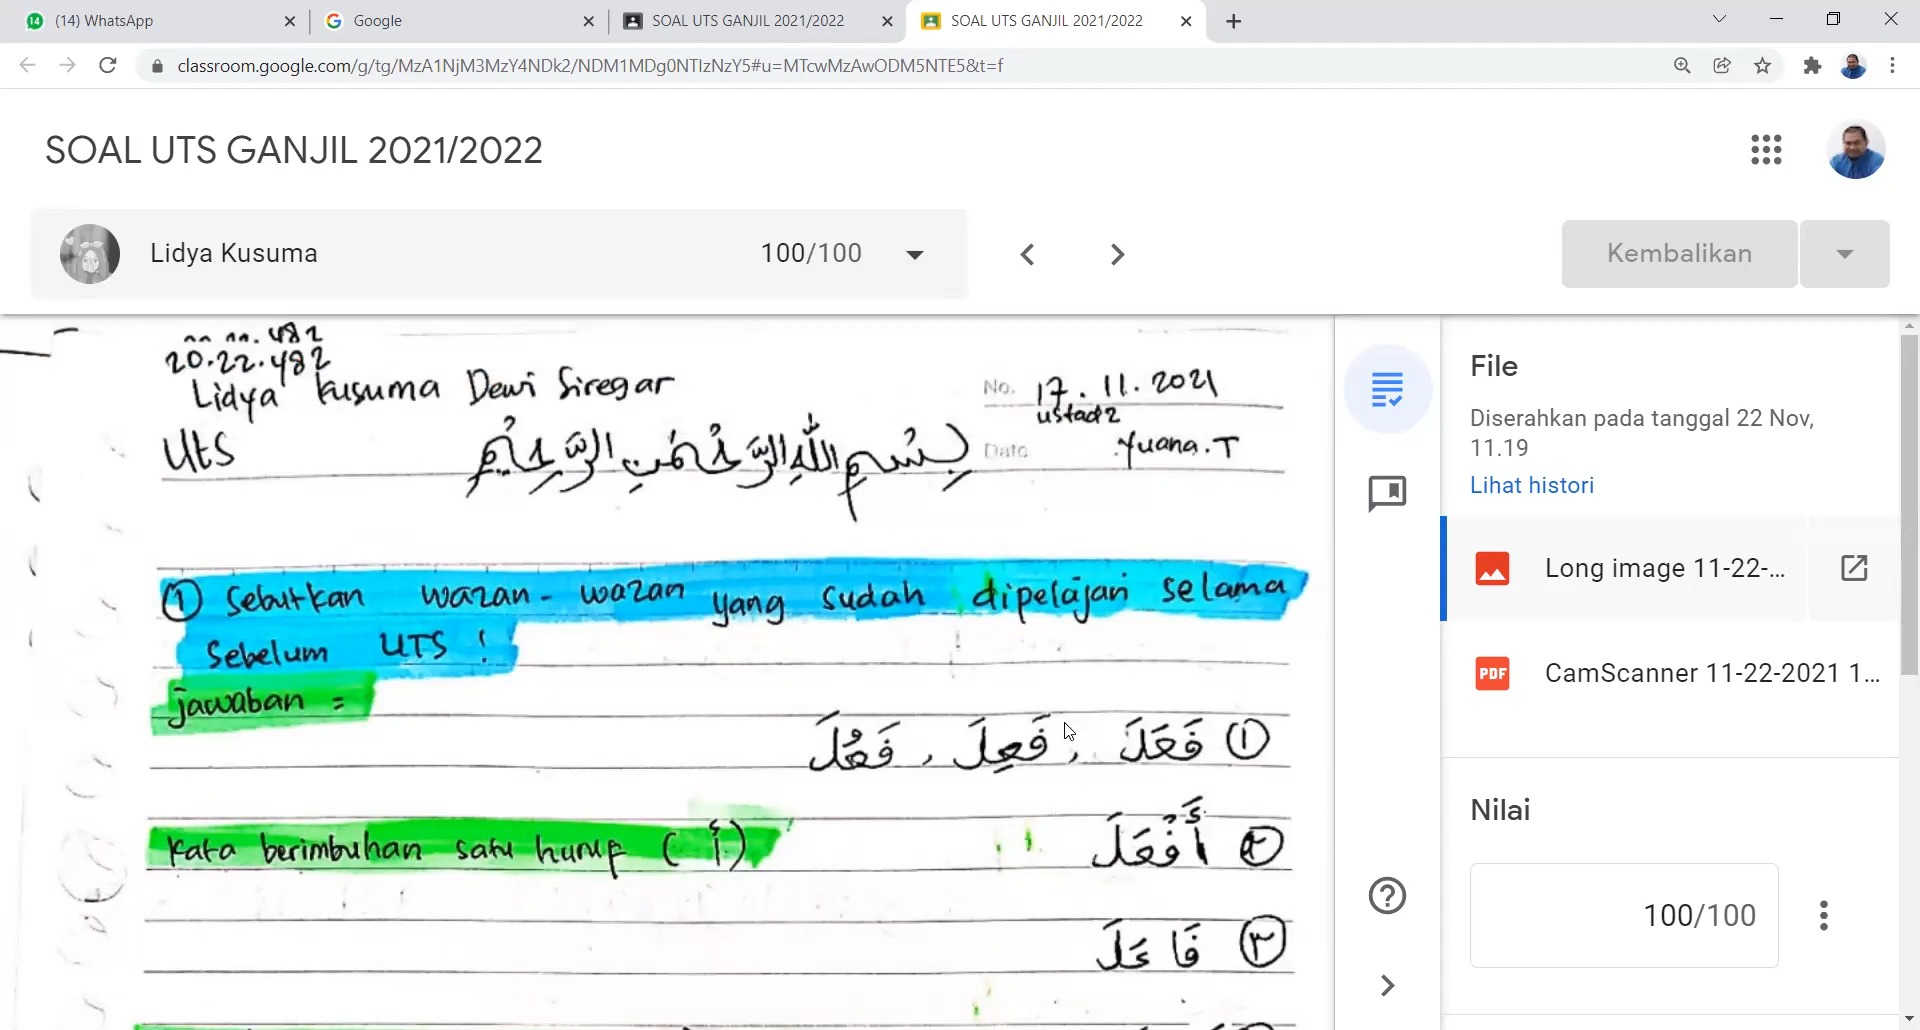 (14) WhatsApp
Google
SOAL UTS GANJIL 2021/2022
SOAL UTS GANJIL 2021/2022
classroom.google.com/g/tg/MzA1NjM3MzY4NDk2/NDM1MDg0NTIzNzY5#u=MTcwMzAwODM5NTE5&t=f
SOAL UTS GANJIL 2021/2022
Lidya Kusuma 100/100
Kembalikan
20.22.482
Lidya Kusuma Dewi Siregar
No. 17.11.2021
ustadz
UtS
بِسْمِ اللّٰهِ الرَّحْمٰنِ الرَّحِيْمِ
Date Yuana.T
① Sebutkan wazan-wazan yang sudah dipelajari selama
Sebelum UTS !
jawaban =
① فَعَلَ , فَعِلَ , فَعُلَ
Kata berimbuhan satu huruf (أ)
② أَفْعَلَ
③ فَاعَلَ
File
Diserahkan pada tanggal 22 Nov,
11.19
Lihat histori
Long image 11-22-...
PDF CamScanner 11-22-2021 1...
Nilai
100/100